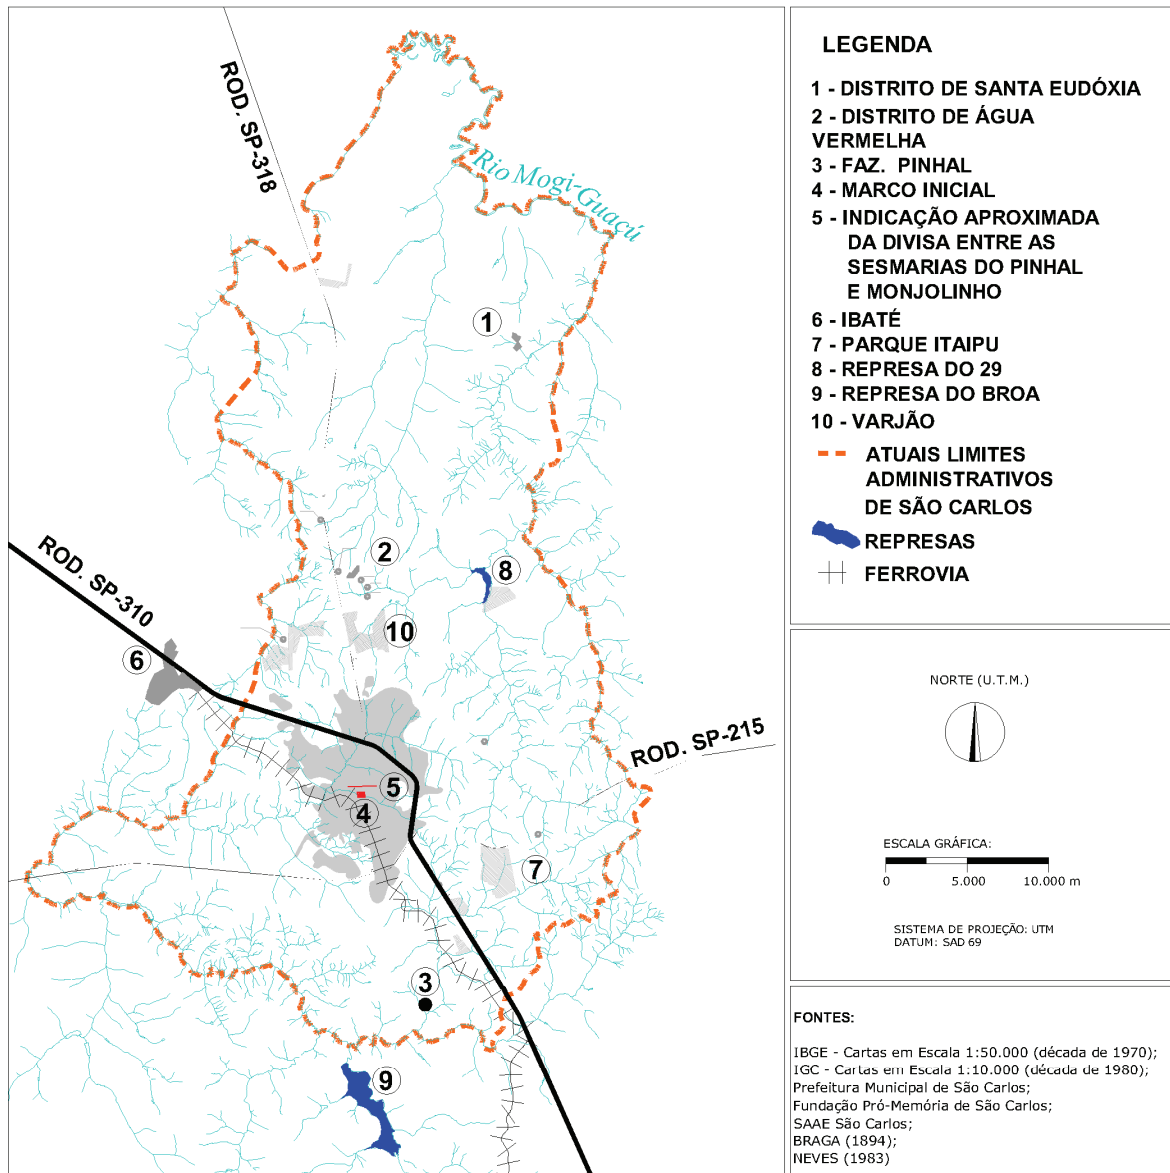 ROD. SP-318
Rio Mogi-Guaçú
1
2
8
10
ROD. SP-310
6
ROD. SP-215
5
4
7
3
9
LEGENDA
1 - DISTRITO DE SANTA EUDÓXIA
2 - DISTRITO DE ÁGUA
VERMELHA
3 - FAZ. PINHAL
4 - MARCO INICIAL
5 - INDICAÇÃO APROXIMADA
DA DIVISA ENTRE AS
SESMARIAS DO PINHAL
E MONJOLINHO
6 - IBATÉ
7 - PARQUE ITAIPU
8 - REPRESA DO 29
9 - REPRESA DO BROA
10 - VARJÃO
ATUAIS LIMITES
ADMINISTRATIVOS
DE SÃO CARLOS
REPRESAS
FERROVIA
NORTE (U.T.M.)
ESCALA GRÁFICA:
0 5.000 10.000 m
SISTEMA DE PROJEÇÃO: UTM
DATUM: SAD 69
FONTES:
IBGE - Cartas em Escala 1:50.000 (década de 1970);
IGC - Cartas em Escala 1:10.000 (década de 1980);
Prefeitura Municipal de São Carlos;
Fundação Pró-Memória de São Carlos;
SAAE São Carlos;
BRAGA (1894);
NEVES (1983)